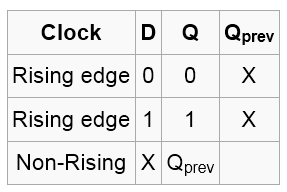 Clock D Q Qprev
Rising edge 0 0 X
Rising edge 1 1 X
Non-Rising X Qprev